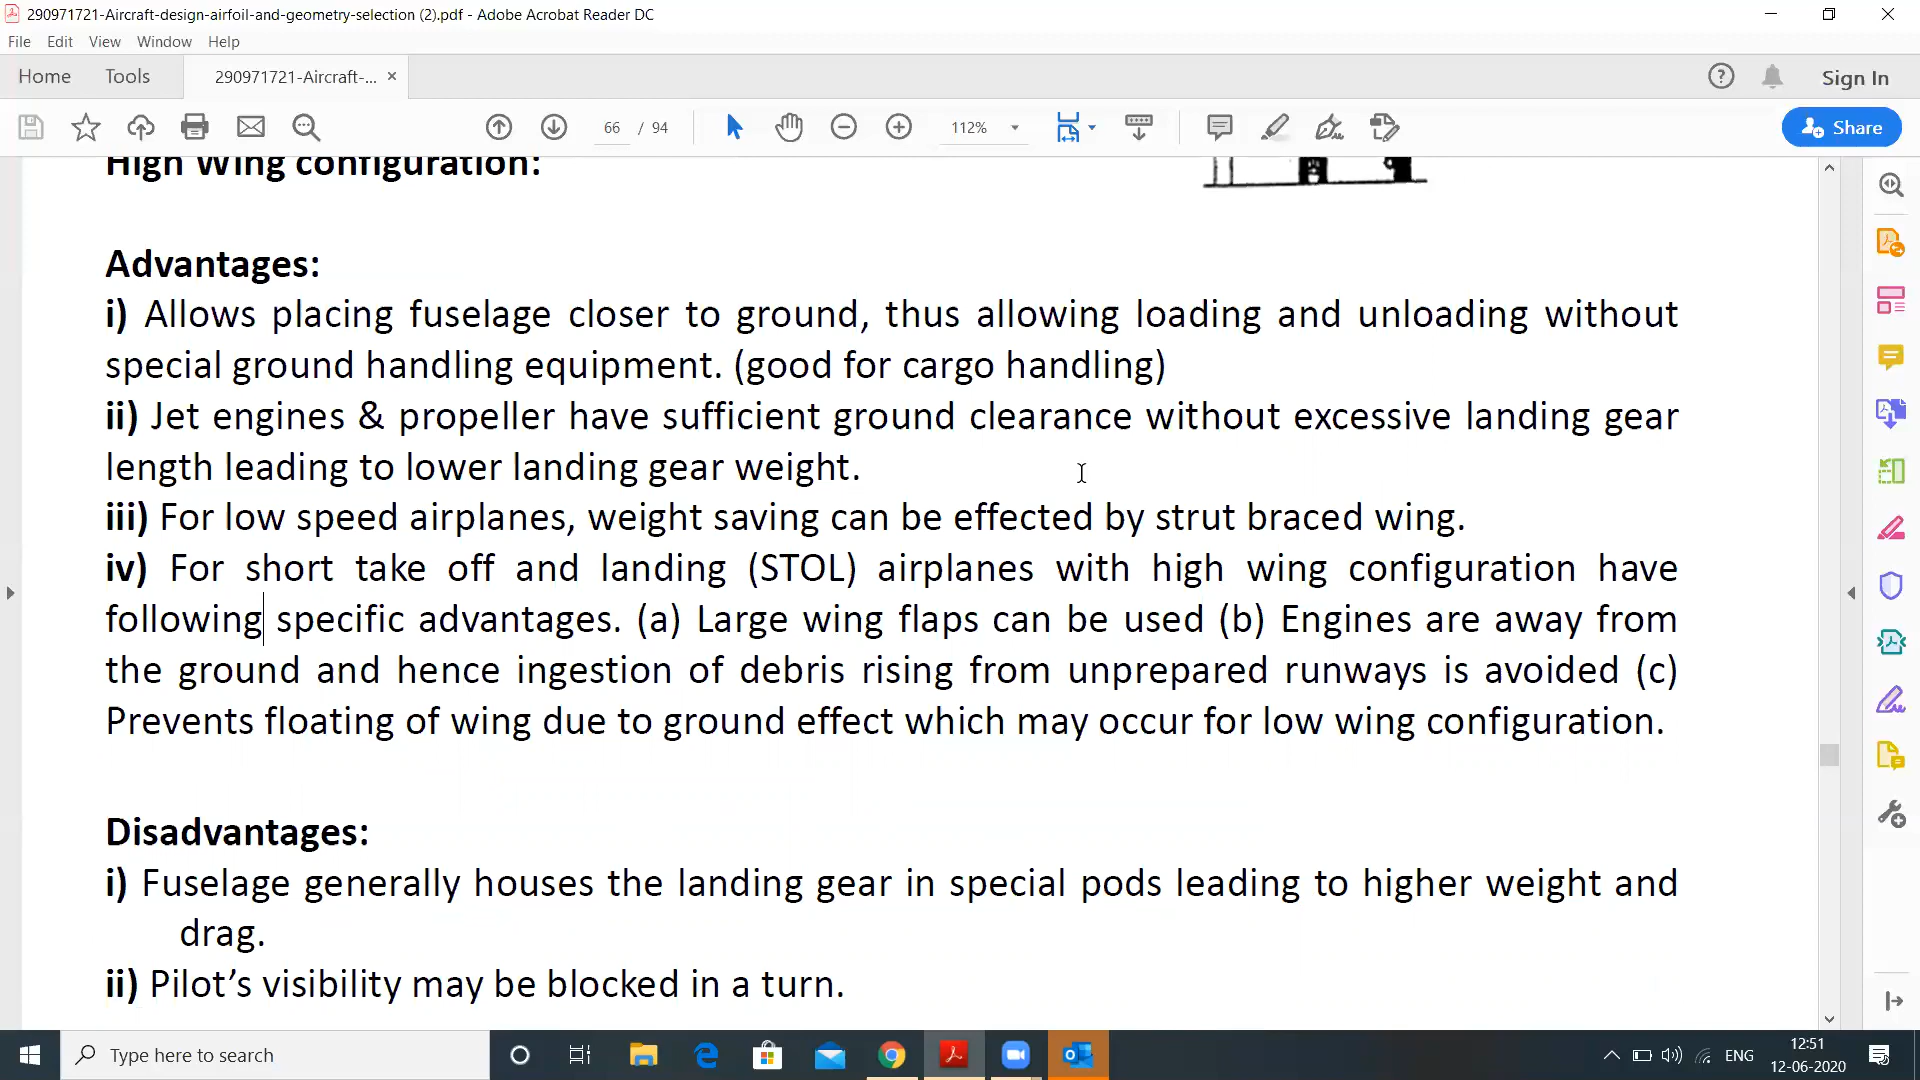 290971721-Aircraft-design-airfoil-and-geometry-selection (2).pdf - Adobe Acrobat Reader DC
File Edit View Window Help
Home Tools 290971721-Aircraft-... × Sign In
66 / 94 112% Share
High Wing configuration:
Advantages:
i) Allows placing fuselage closer to ground, thus allowing loading and unloading without
special ground handling equipment. (good for cargo handling)
ii) Jet engines & propeller have sufficient ground clearance without excessive landing gear
length leading to lower landing gear weight.
iii) For low speed airplanes, weight saving can be effected by strut braced wing.
iv) For short take off and landing (STOL) airplanes with high wing configuration have
following specific advantages. (a) Large wing flaps can be used (b) Engines are away from
the ground and hence ingestion of debris rising from unprepared runways is avoided (c)
Prevents floating of wing due to ground effect which may occur for low wing configuration.
Disadvantages:
i) Fuselage generally houses the landing gear in special pods leading to higher weight and
drag.
ii) Pilot’s visibility may be blocked in a turn.
Type here to search
ENG
12:51
12-06-2020